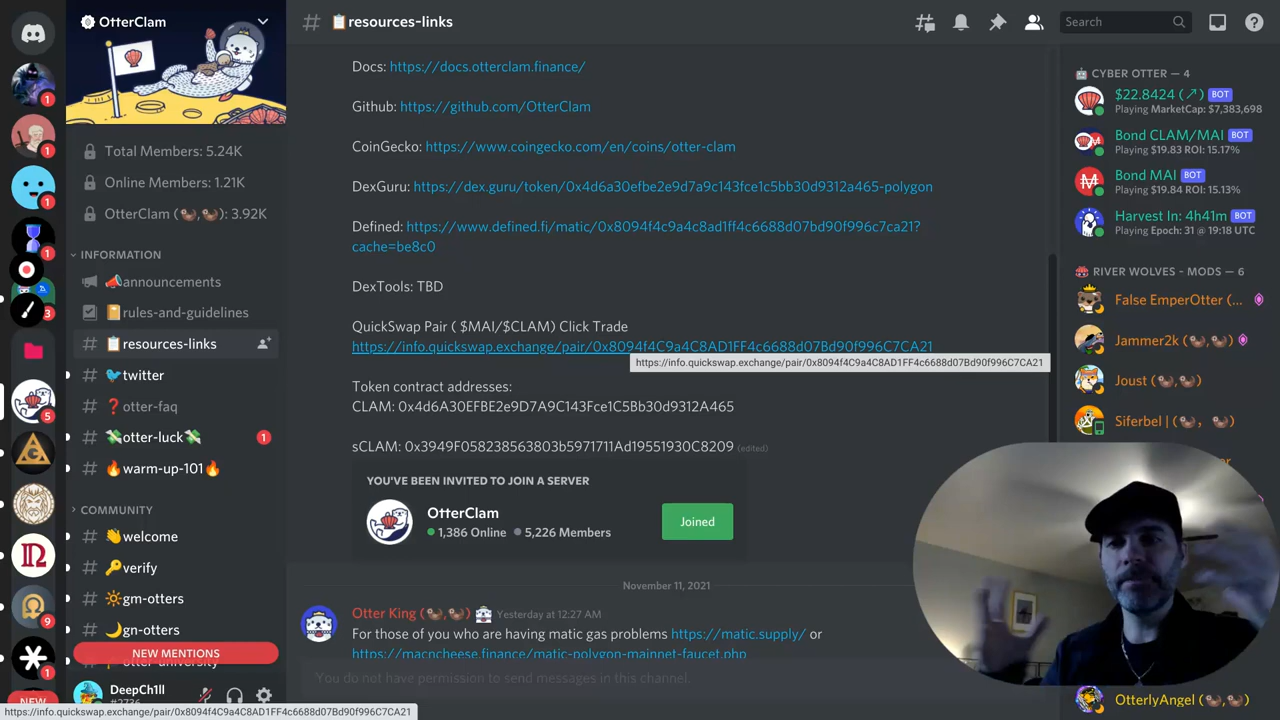 OtterClam
Total Members: 5.24K
Online Members: 1.21K
OtterClam (🦦,🦦): 3.92K
INFORMATION
📣announcements
📔rules-and-guidelines
# 📋resources-links
# 🐦twitter
# ❓otter-faq
# 💸otter-luck💸 1
# 🔥warm-up-101🔥
COMMUNITY
# 👋welcome
# 🔑verify
# 🔆gm-otters
# 🌙gn-otters
NEW MENTIONS
DeepCh1ll
NEW
1
1
1
1
3
5
9
1
# 📋resources-links
Search
Docs: https://docs.otterclam.finance/
Github: https://github.com/OtterClam
CoinGecko: https://www.coingecko.com/en/coins/otter-clam
DexGuru: https://dex.guru/token/0x4d6a30efbe2e9d7a9c143fce1c5bb30d9312a465-polygon
Defined: https://www.defined.fi/matic/0x8094f4c9a4c8ad1ff4c6688d07bd90f996c7ca21?
cache=be8c0
DexTools: TBD
QuickSwap Pair ( $MAI/$CLAM) Click Trade
https://info.quickswap.exchange/pair/0x8094f4C9a4C8AD1FF4c6688d07Bd90f996C7CA21
https://info.quickswap.exchange/pair/0x8094f4C9a4C8AD1FF4c6688d07Bd90f996C7CA21
Token contract addresses:
CLAM: 0x4d6A30EFBE2e9D7A9C143Fce1C5Bb30d9312A465
sCLAM: 0x3949F058238563803b5971711Ad19551930C8209 (edited)
YOU'VE BEEN INVITED TO JOIN A SERVER
OtterClam
1,386 Online 5,226 Members
Joined
November 11, 2021
Otter King (🦦,🦦) Yesterday at 12:27 AM
For those of you who are having matic gas problems https://matic.supply/ or
https://macncheese.finance/matic-polygon-mainnet-faucet.php
You do not have permission to send messages in this channel.
🤖 CYBER OTTER — 4
$22.8424 (↗) BOT
Playing MarketCap: $7,383,698
Bond CLAM/MAI BOT
Playing $19.83 ROI: 15.17%
Bond MAI BOT
Playing $19.84 ROI: 15.13%
Harvest In: 4h41m BOT
Playing Epoch: 31 @ 19:18 UTC
RIVER WOLVES - MODS — 6
False EmperOtter (...
Jammer2k (🦦,🦦)
Joust (🦦,🦦)
Siferbel | (🦦, 🦦)
OtterlyAngel (🦦,🦦)
https://info.quickswap.exchange/pair/0x8094f4C9a4C8AD1FF4c6688d07Bd90f996C7CA21